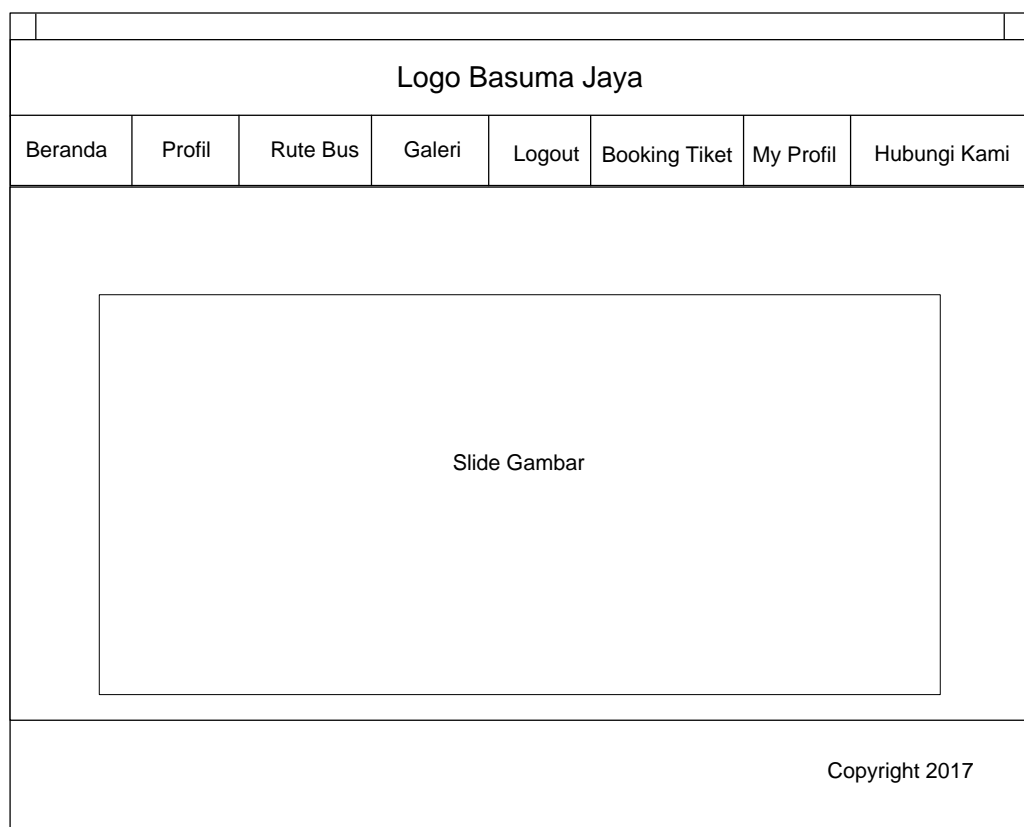 Logo Basuma Jaya
Beranda
Profil
Rute Bus
Galeri
Logout
Booking Tiket
My Profil
Hubungi Kami
Slide Gambar
Copyright 2017